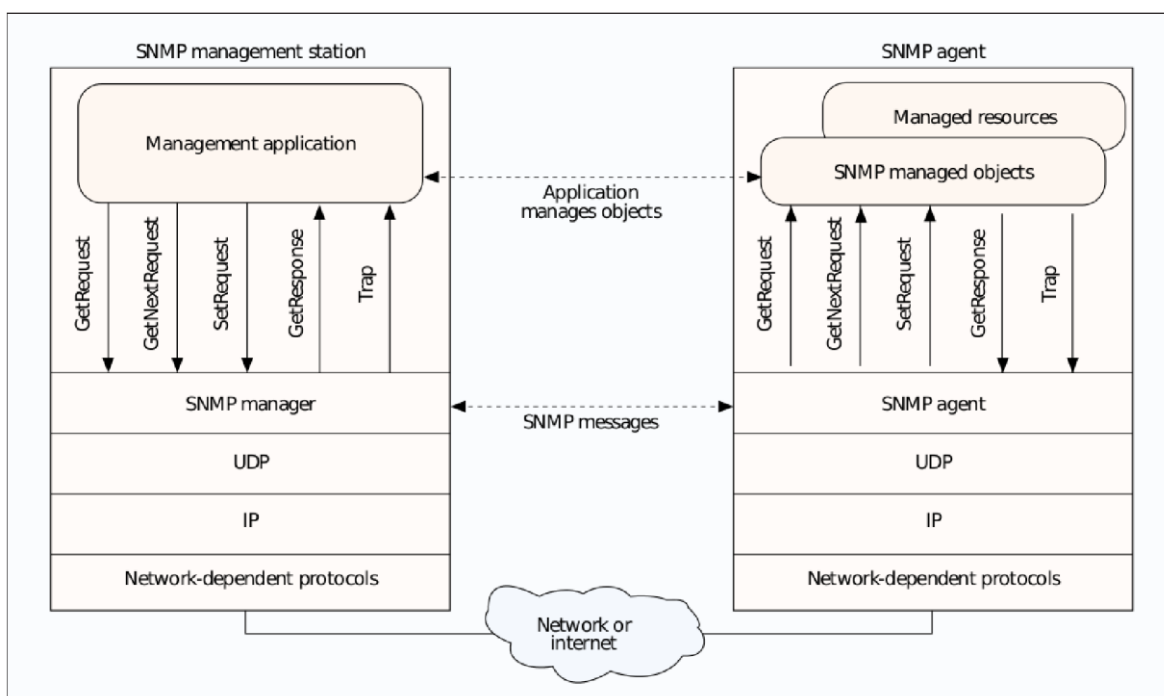 SNMP management station
Management application
GetRequest
GetNextRequest
SetRequest
GetResponse
Trap
SNMP manager
UDP
IP
Network-dependent protocols
Application
manages objects
SNMP messages
SNMP agent
Managed resources
SNMP managed objects
GetRequest
GetNextRequest
SetRequest
GetResponse
Trap
SNMP agent
UDP
IP
Network-dependent protocols
Network or
internet